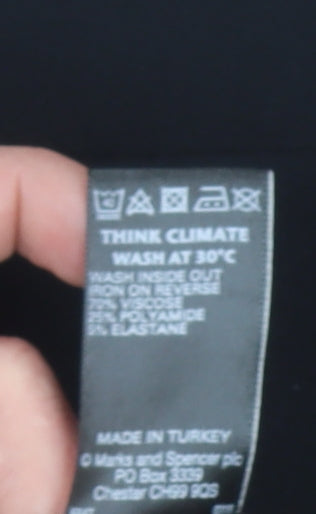 THINK CLIMATE
WASH AT 30°C
WASH INSIDE OUT
IRON ON REVERSE
70% VISCOSE
25% POLYAMIDE
5% ELASTANE
MADE IN TURKEY
© Marks and Spencer plc
PO Box 3339
Chester CH99 9QS